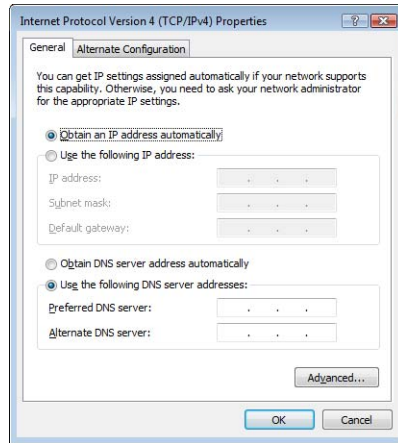 Internet Protocol Version 4 (TCP/IPv4) Properties
General
Alternate Configuration
You can get IP settings assigned automatically if your network supports
this capability. Otherwise, you need to ask your network administrator
for the appropriate IP settings.
Obtain an IP address automatically
Use the following IP address:
IP address:
Subnet mask:
Default gateway:
Obtain DNS server address automatically
Use the following DNS server addresses:
Preferred DNS server:
Alternate DNS server:
Advanced...
OK
Cancel